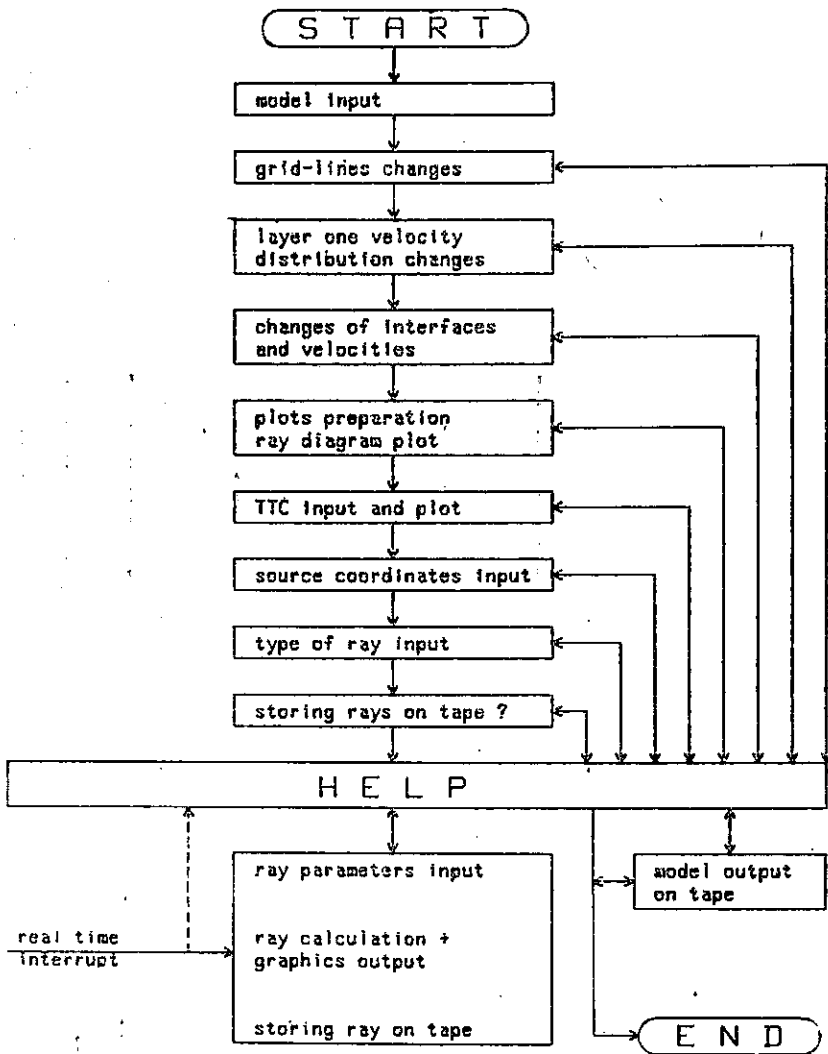 START
model input
grid-lines changes
layer one velocity
distribution changes
changes of interfaces
and velocities
plots preparation
ray diagram plot
TTC input and plot
source coordinates input
type of ray input
storing rays on tape ?
HELP
ray parameters input
model output
on tape
real time
interrupt
ray calculation +
graphics output
storing ray on tape
END